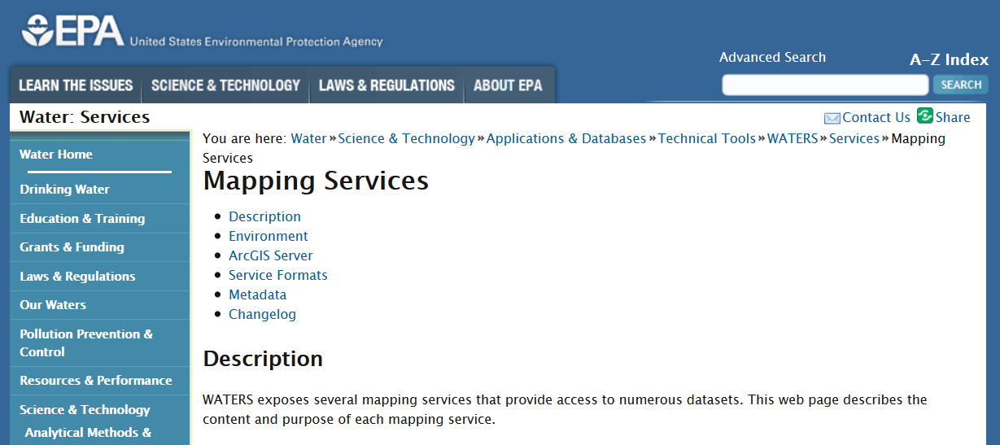 EPA United States Environmental Protection Agency
Advanced Search A-Z Index
LEARN THE ISSUES SCIENCE & TECHNOLOGY LAWS & REGULATIONS ABOUT EPA
SEARCH
Water: Services
Contact Us Share
Water Home
Drinking Water
Education & Training
Grants & Funding
Laws & Regulations
Our Waters
Pollution Prevention &
Control
Resources & Performance
Science & Technology
Analytical Methods &
You are here: Water»Science & Technology»Applications & Databases»Technical Tools»WATERS»Services»Mapping
Services
Mapping Services
• Description
• Environment
• ArcGIS Server
• Service Formats
• Metadata
• Changelog
Description
WATERS exposes several mapping services that provide access to numerous datasets. This web page describes the
content and purpose of each mapping service.